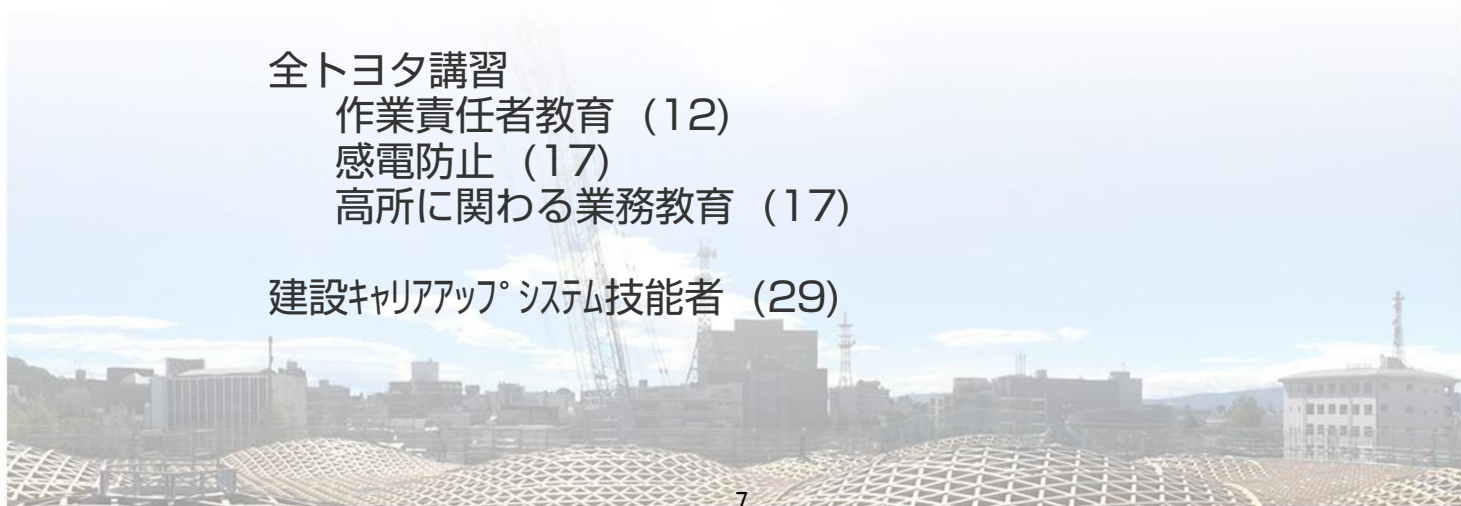 全トヨタ講習
作業責任者教育 (12)
感電防止 (17)
高所に関わる業務教育 (17)
建設ｷｬﾘｱｱｯﾌﾟｼｽﾃﾑ技能者 (29)
7